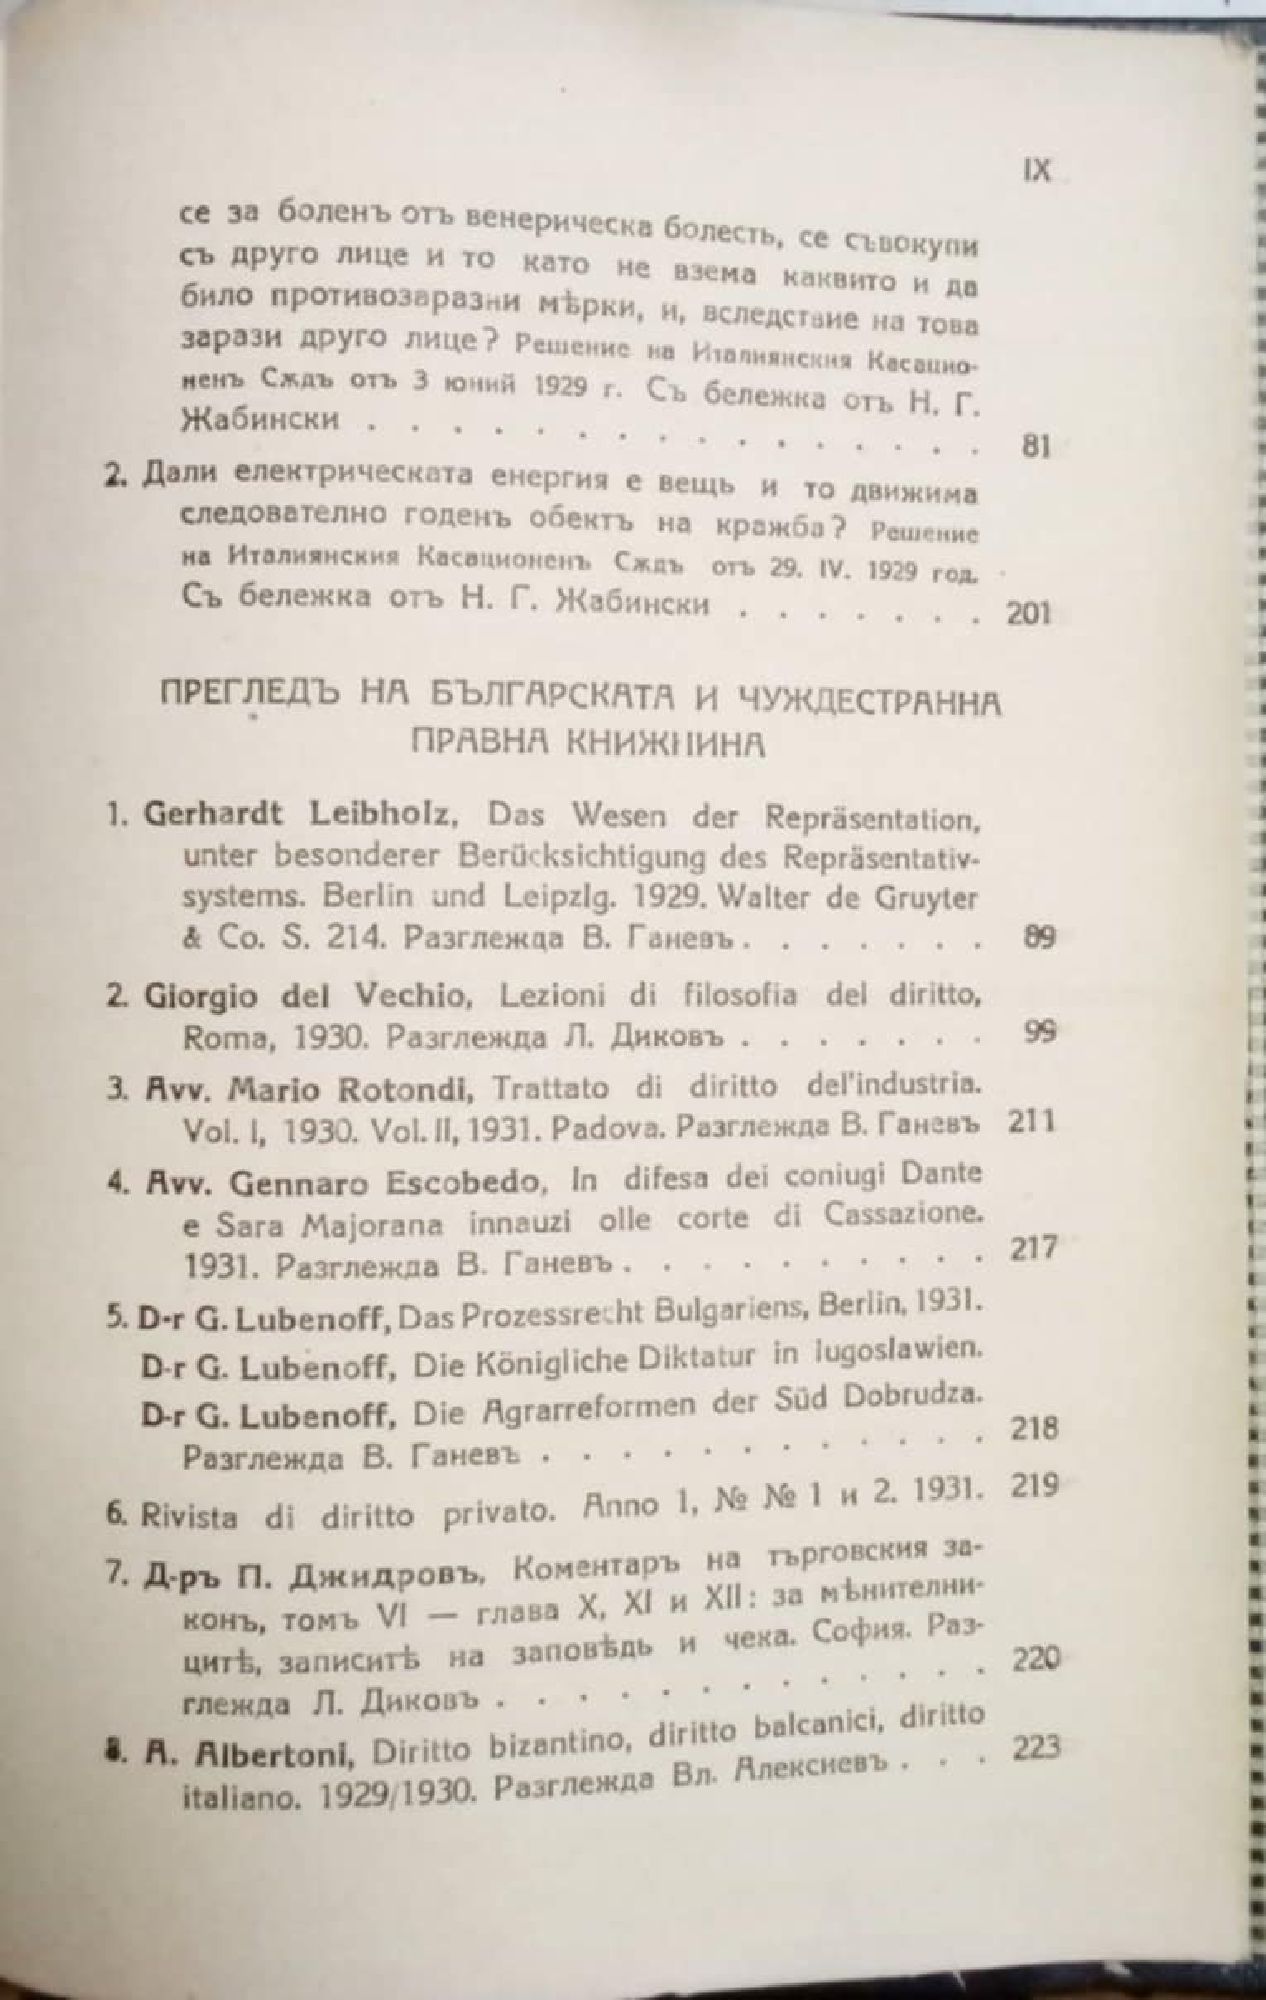 IX
се за боленъ отъ венерическа болесть, се съвокупи
съ друго лице и то като не взема каквито и да
било противозаразни мѣрки, и, вследствие на това
зарази друго лице? Решение на Италиянския Касацио-
ненъ Сѫдъ отъ 3 юний 1929 г. Съ бележка отъ Н. Г.
Жабински . . . . . . . . . . . . . . . . 81
2. Дали електрическата енергия е вещь и то движима
следователно годенъ обектъ на кражба? Решение
на Италиянския Касационенъ Сѫдъ отъ 29. IV. 1929 год.
Съ бележка отъ Н. Г. Жабински . . . . . . . 201
ПРЕГЛЕДЪ НА БЪЛГАРСКАТА И ЧУЖДЕСТРАННА
ПРАВНА КНИЖНИНА
1. Gerhardt Leibholz, Das Wesen der Repräsentation,
unter besonderer Berücksichtigung des Repräsentativ-
systems. Berlin und Leipzig. 1929. Walter de Gruyter
& Co. S. 214. Разглежда В. Ганевъ . . . . . . . 89
2. Giorgio del Vechio, Lezioni di filosofia del diritto,
Roma, 1930. Разглежда Л. Диковъ . . . . . . . 99
3. Avv. Mario Rotondi, Trattato di diritto del'industria.
Vol. I, 1930. Vol. II, 1931. Padova. Разглежда В. Ганевъ 211
4. Avv. Gennaro Escobedo, In difesa dei coniugi Dante
e Sara Majorana innauzi olle corte di Cassazione.
1931. Разглежда В. Ганевъ . . . . . . . . . . 217
5. D-r G. Lubenoff, Das Prozessrecht Bulgariens, Berlin, 1931.
D-r G. Lubenoff, Die Königliche Diktatur in Iugoslawien.
D-r G. Lubenoff, Die Agrarreformen der Süd Dobrudza.
Разглежда В. Ганевъ . . . . . . . . . . . . 218
6. Rivista di diritto privato. Anno 1, № № 1 и 2. 1931. 219
7. Д-ръ П. Джидровъ, Коментаръ на търговския за-
конъ, томъ VI — глава X, XI и XII: за мѣнителни-
цитѣ, записитѣ на заповѣдь и чека. София. Раз-
глежда Л. Диковъ . . . . . . . . . . . . . 220
8. A. Albertoni, Diritto bizantino, diritto balcanici, diritto
italiano. 1929/1930. Разглежда Вл. Алексиевъ . . . 223